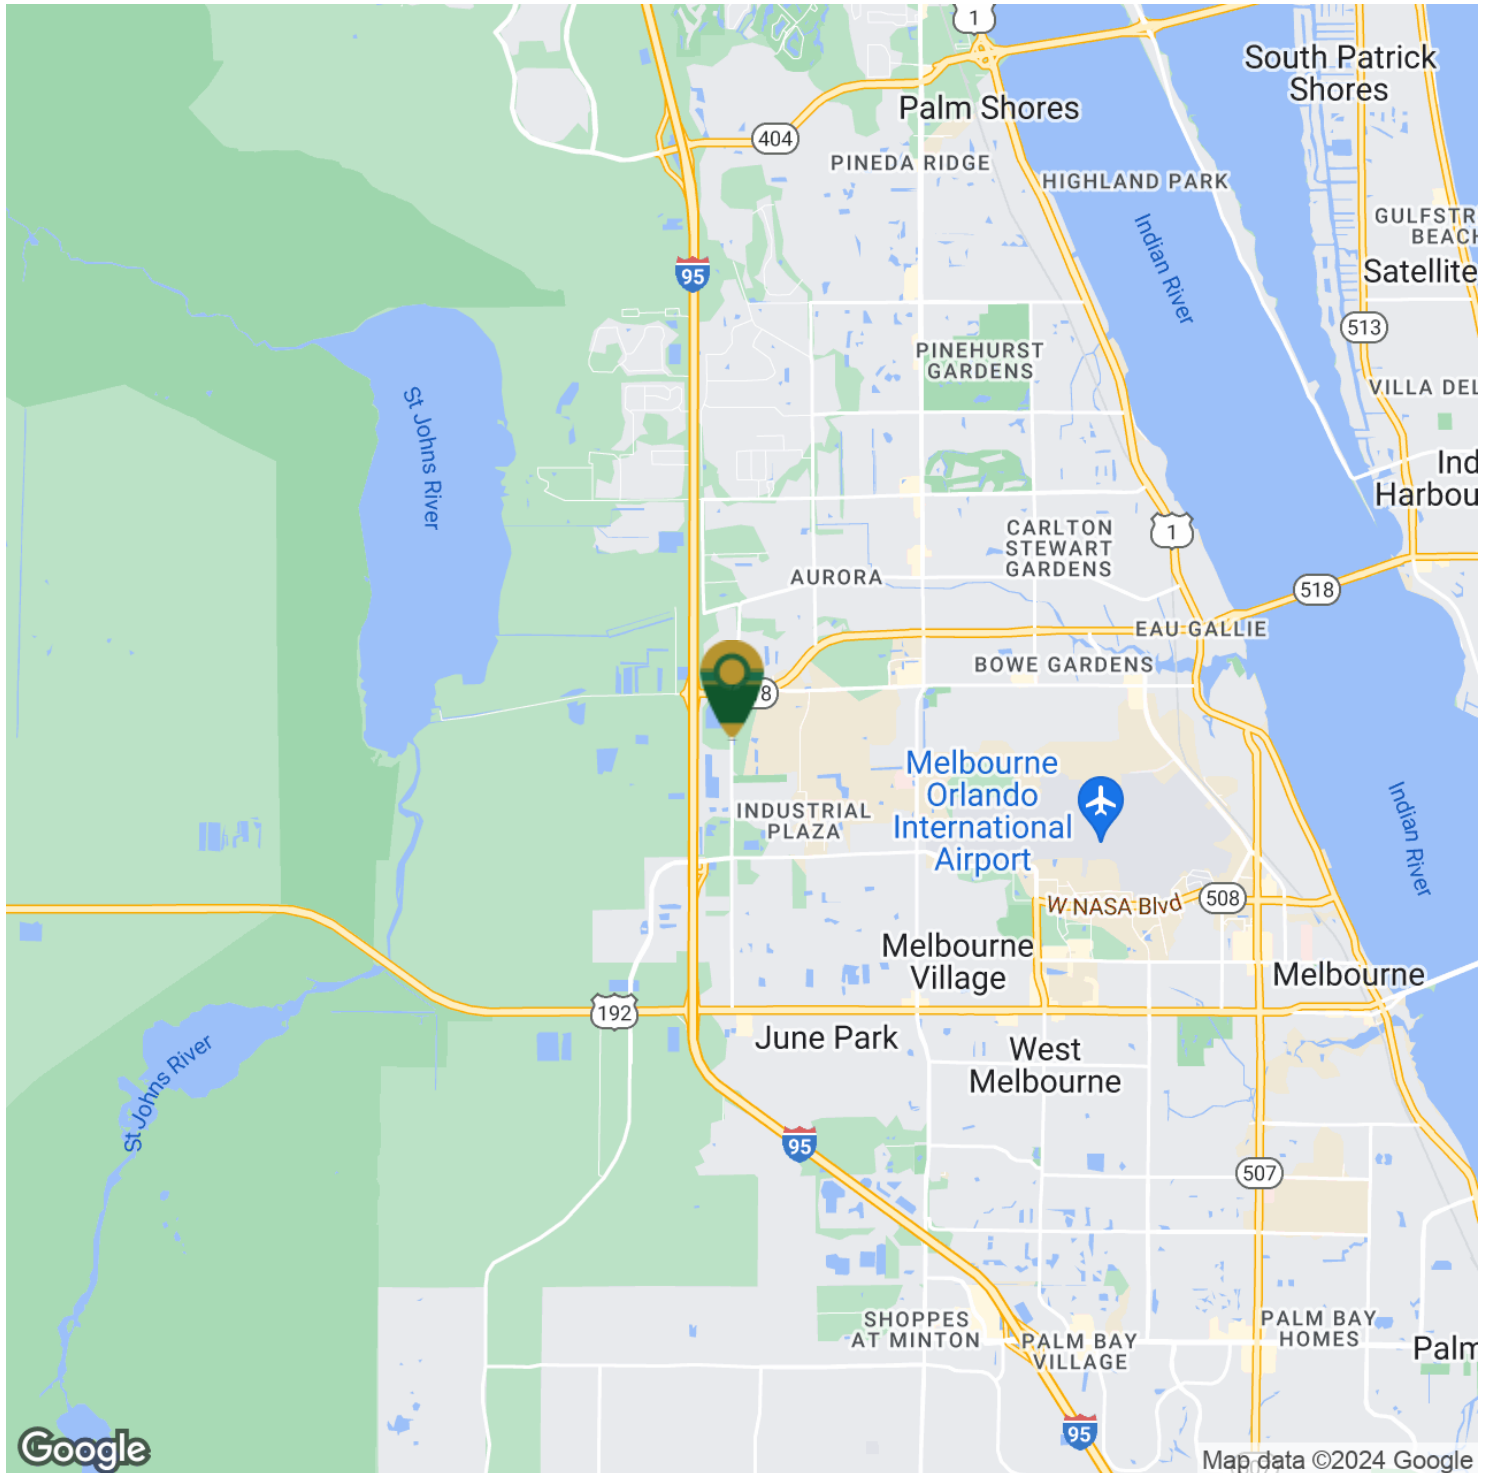 1
South Patrick
Shores
Palm Shores
404
PINEDA RIDGE
HIGHLAND PARK
Indian River
GULFSTR
BEACH
Satellite
95
513
PINEHURST
GARDENS
VILLA DEL
St Johns River
Ind
Harbou
CARLTON
STEWART
GARDENS
1
AURORA
518
EAU GALLIE
BOWE GARDENS
8
Melbourne
Orlando
International
Airport
Indian River
INDUSTRIAL
PLAZA
W NASA Blvd
508
Melbourne
Village
Melbourne
192
June Park
West
Melbourne
St Johns River
95
507
SHOPPES
AT MINTON
PALM BAY
VILLAGE
PALM BAY
HOMES
Palm
95
Google
Map data ©2024 Google